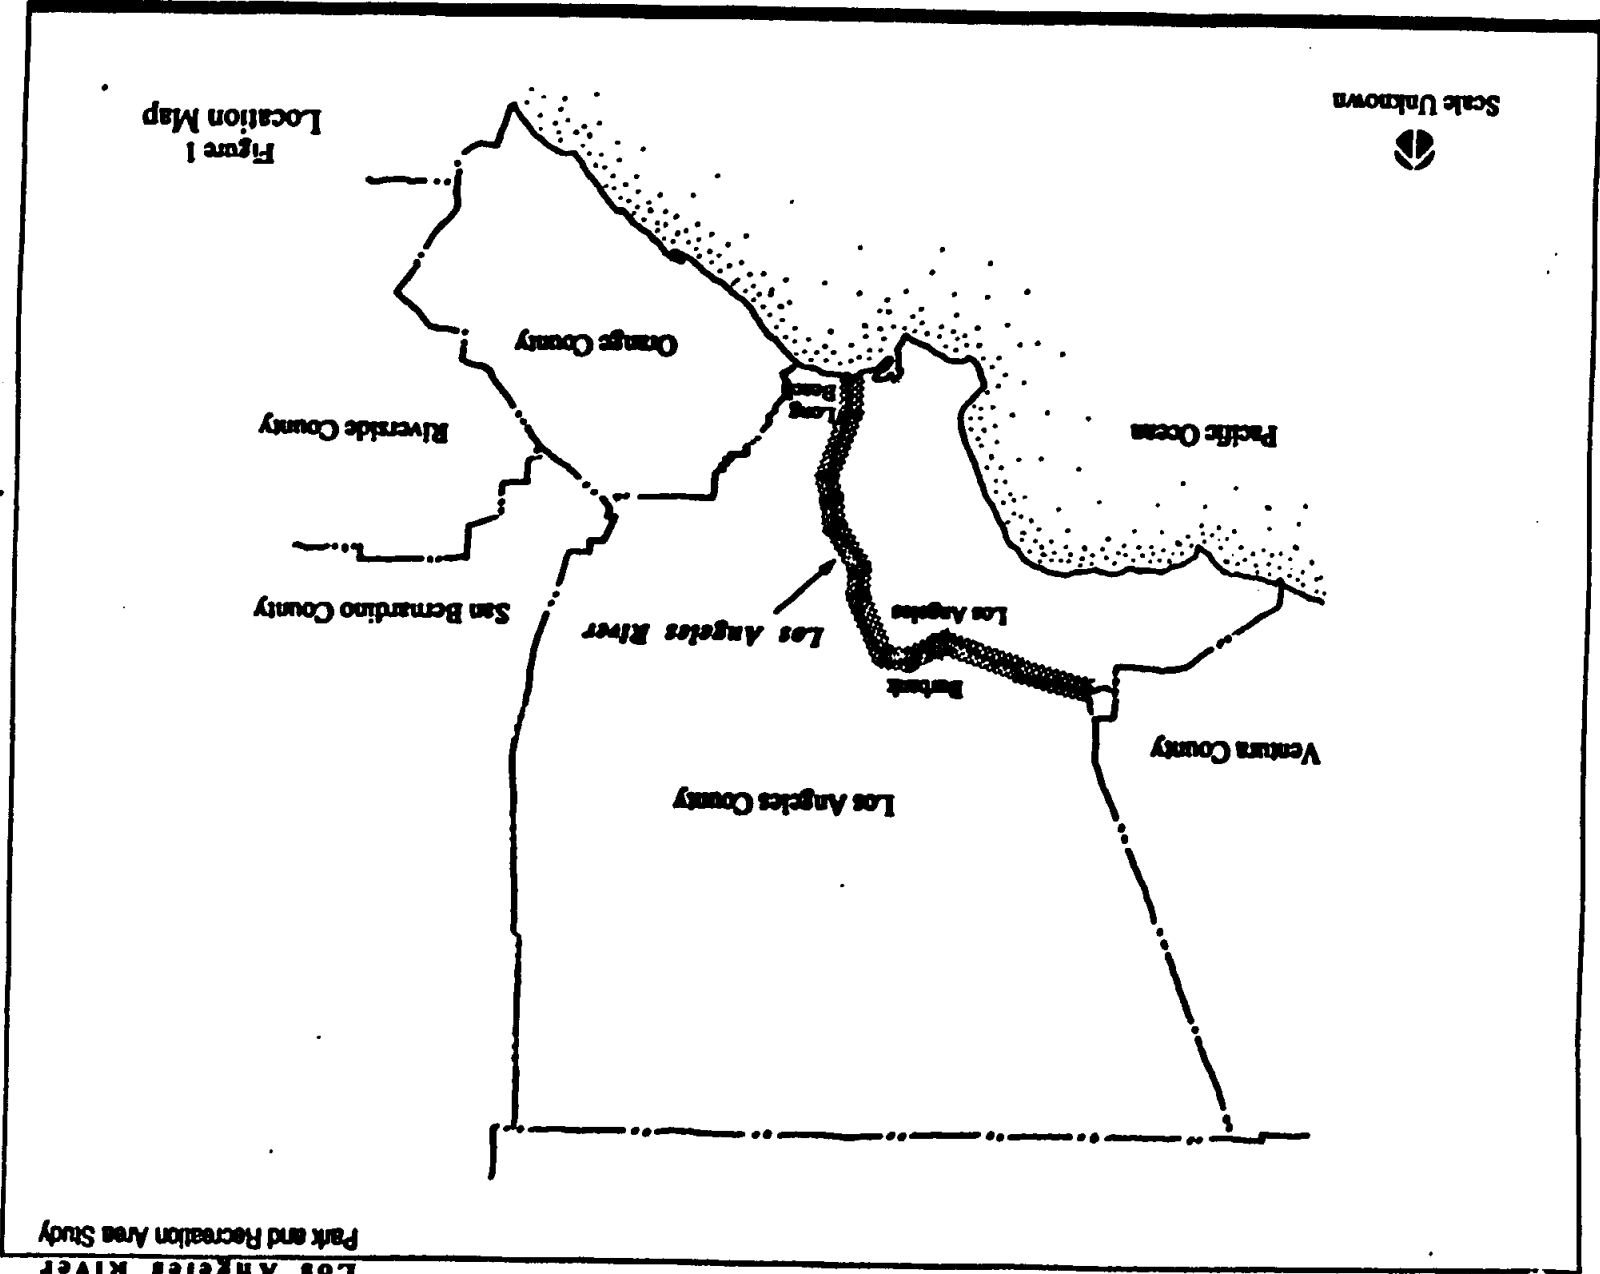 Los Angeles River
Park and Recreation Area Study
Los Angeles County
Ventura County
Burbank
Los Angeles River
Los Angeles
San Bernardino County
Pacific Ocean
Riverside County
Long
Beach
Orange County
Figure 1
Location Map
Scale Unknown